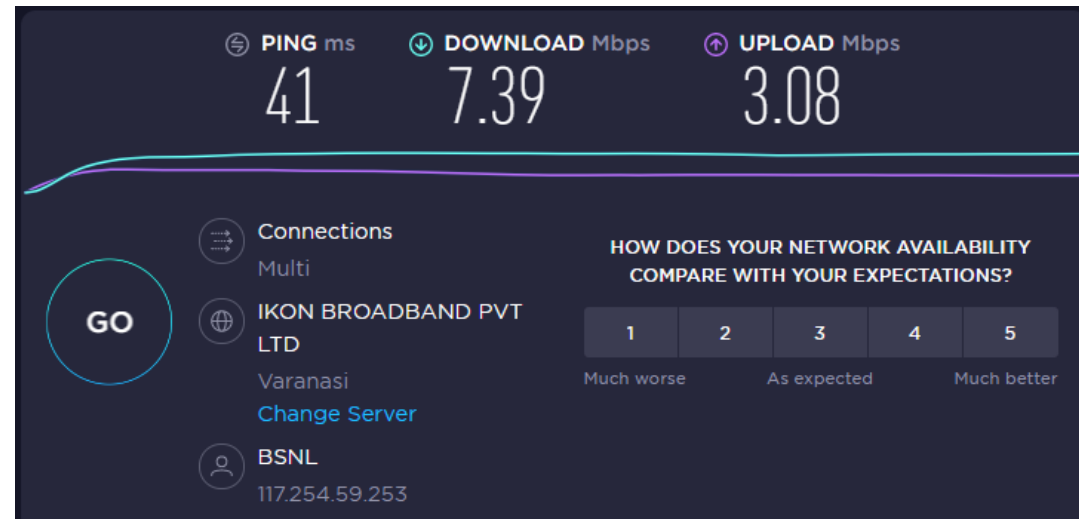 PING ms
41
DOWNLOAD Mbps
7.39
UPLOAD Mbps
3.08
GO
Connections
Multi
IKON BROADBAND PVT
LTD
Varanasi
Change Server
BSNL
117.254.59.253
HOW DOES YOUR NETWORK AVAILABILITY
COMPARE WITH YOUR EXPECTATIONS?
1 2 3 4 5
Much worse As expected Much better